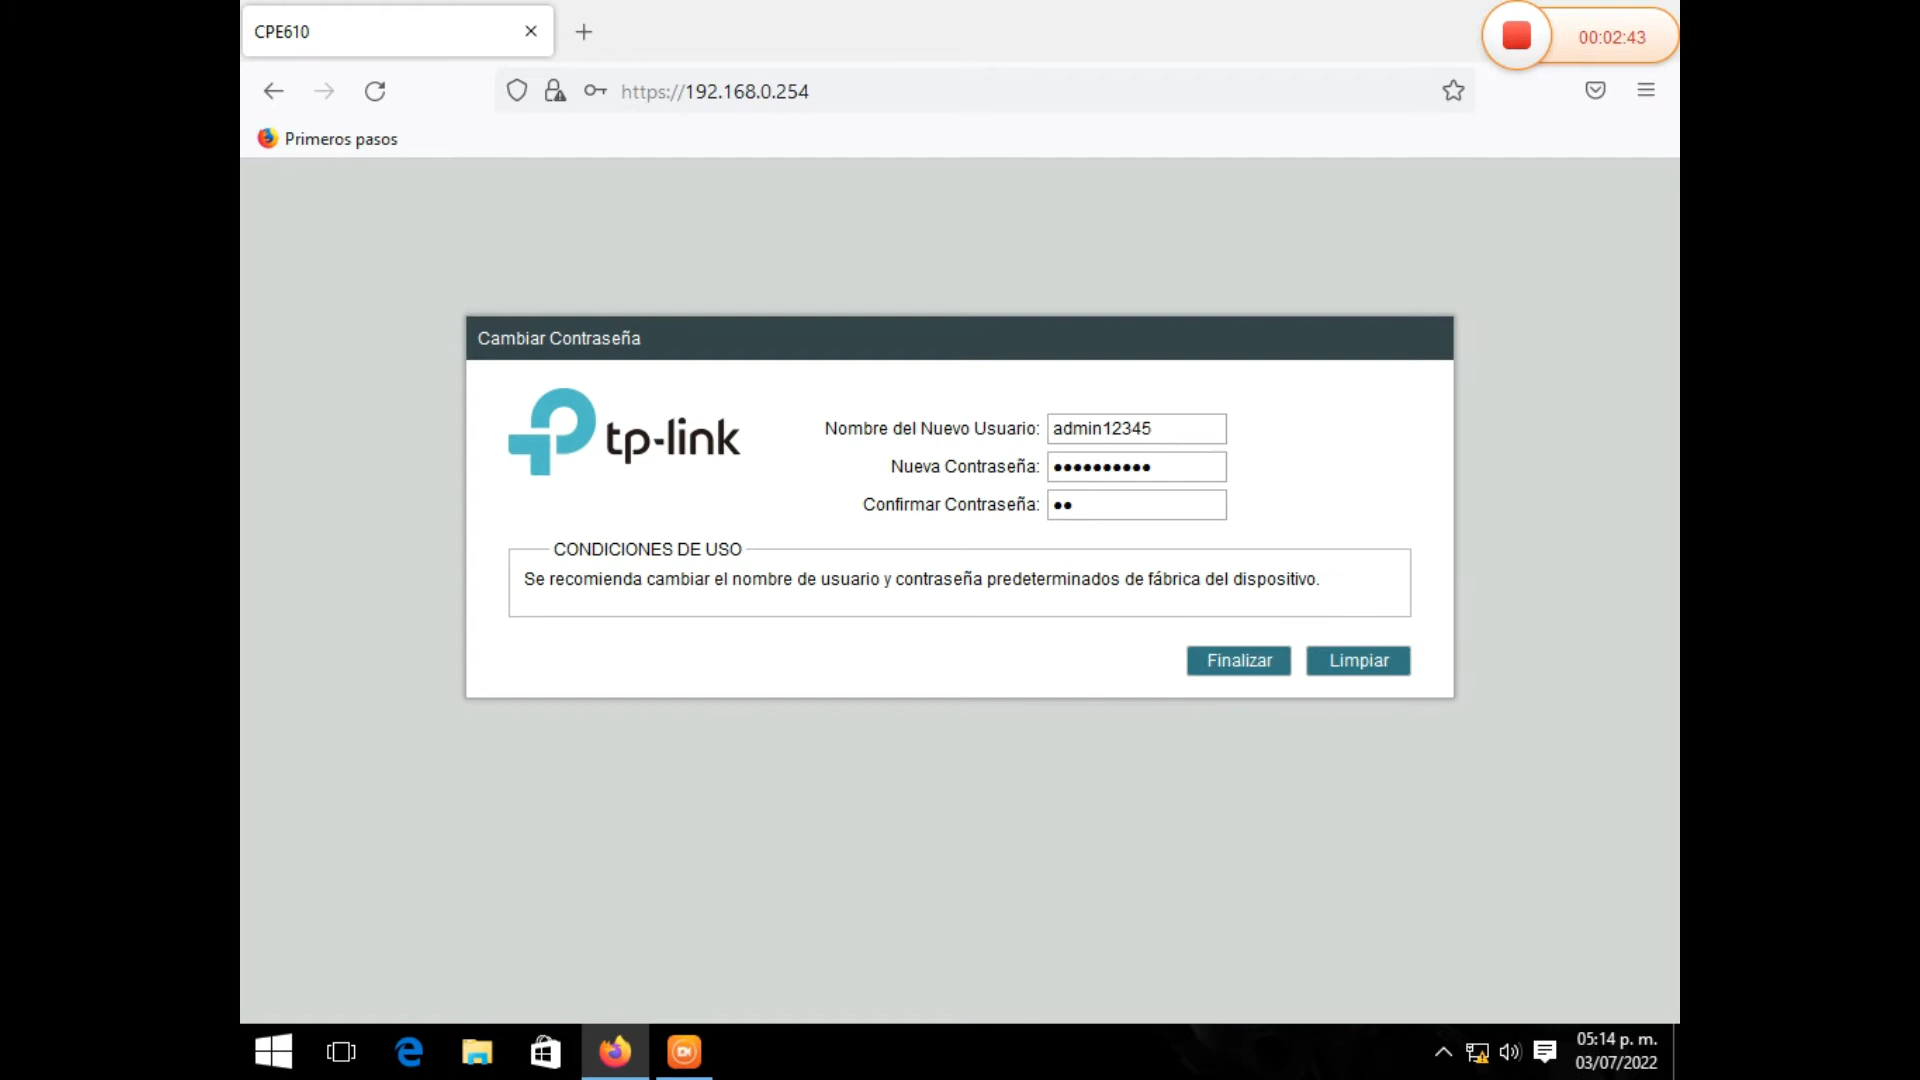 CPE610
00:02:43
https://192.168.0.254
Primeros pasos
Cambiar Contraseña
tp-link
Nombre del Nuevo Usuario: admin12345
Nueva Contraseña: ••••••••••
Confirmar Contraseña: ••
CONDICIONES DE USO
Se recomienda cambiar el nombre de usuario y contraseña predeterminados de fábrica del dispositivo.
Finalizar Limpiar
05:14 p. m.
03/07/2022